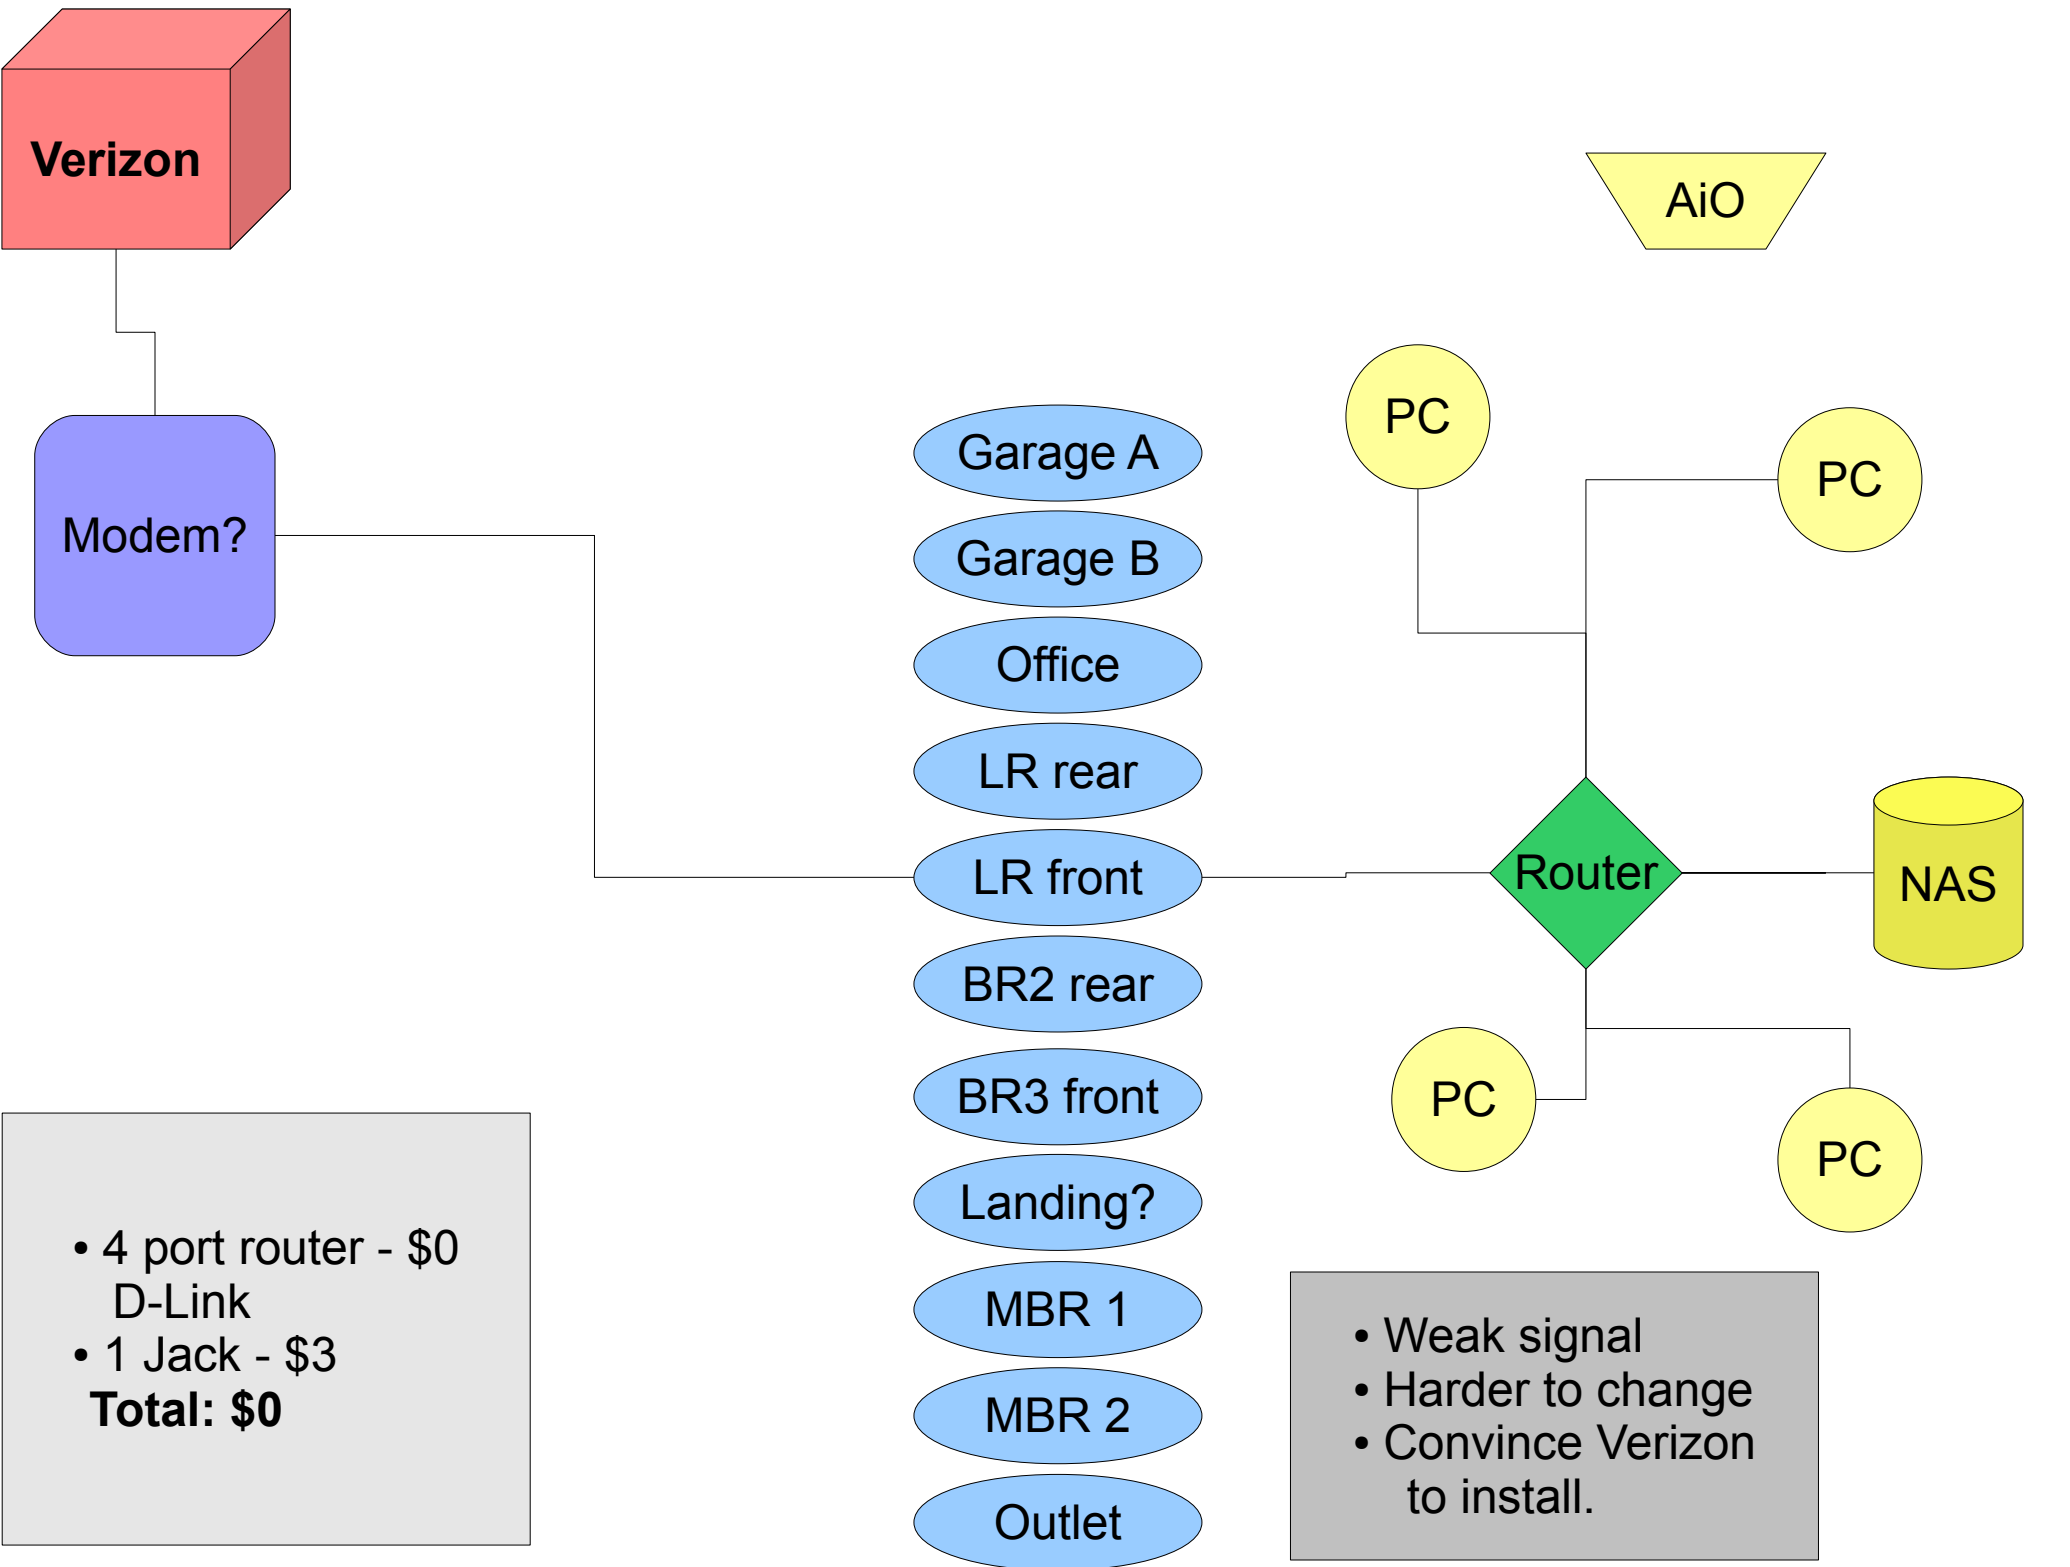 Verizon
AiO
PC
PC
Modem?
Garage A
Garage B
Office
LR rear
LR front
Router
NAS
BR2 rear
BR3 front
PC
PC
Landing?
MBR 1
MBR 2
Outlet
• 4 port router - $0
D-Link
• 1 Jack - $3
Total: $0
• Weak signal
• Harder to change
• Convince Verizon
to install.